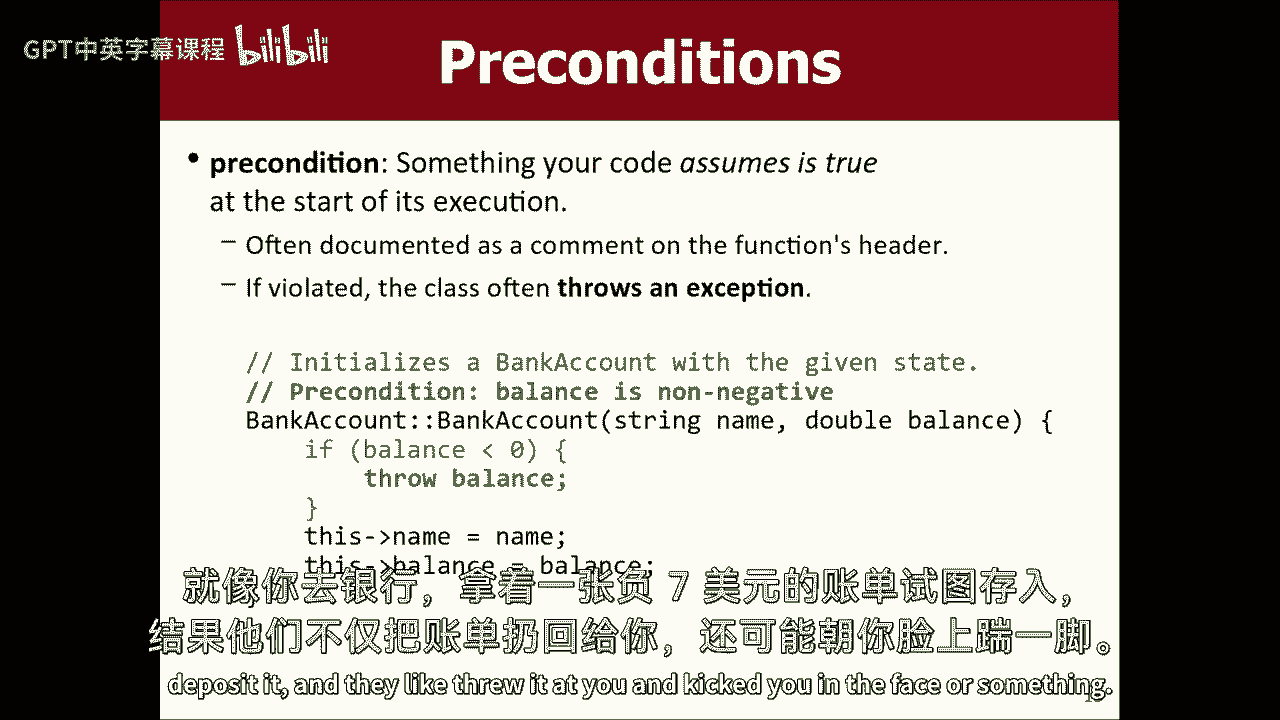 GPT中英字幕课程 bilibili
Preconditions
• precondition: Something your code assumes is true
at the start of its execution.
– Often documented as a comment on the function's header.
– If violated, the class often throws an exception.
// Initializes a BankAccount with the given state.
// Precondition: balance is non-negative
BankAccount::BankAccount(string name, double balance) {
if (balance < 0) {
throw balance;
}
this->name = name;
this->balance = balance;
就像你去银行，拿着一张负 7 美元的账单试图存入，
结果他们不仅把账单扔回给你，还可能朝你脸上踹一脚。
deposit it, and they like threw it at you and kicked you in the face or something.